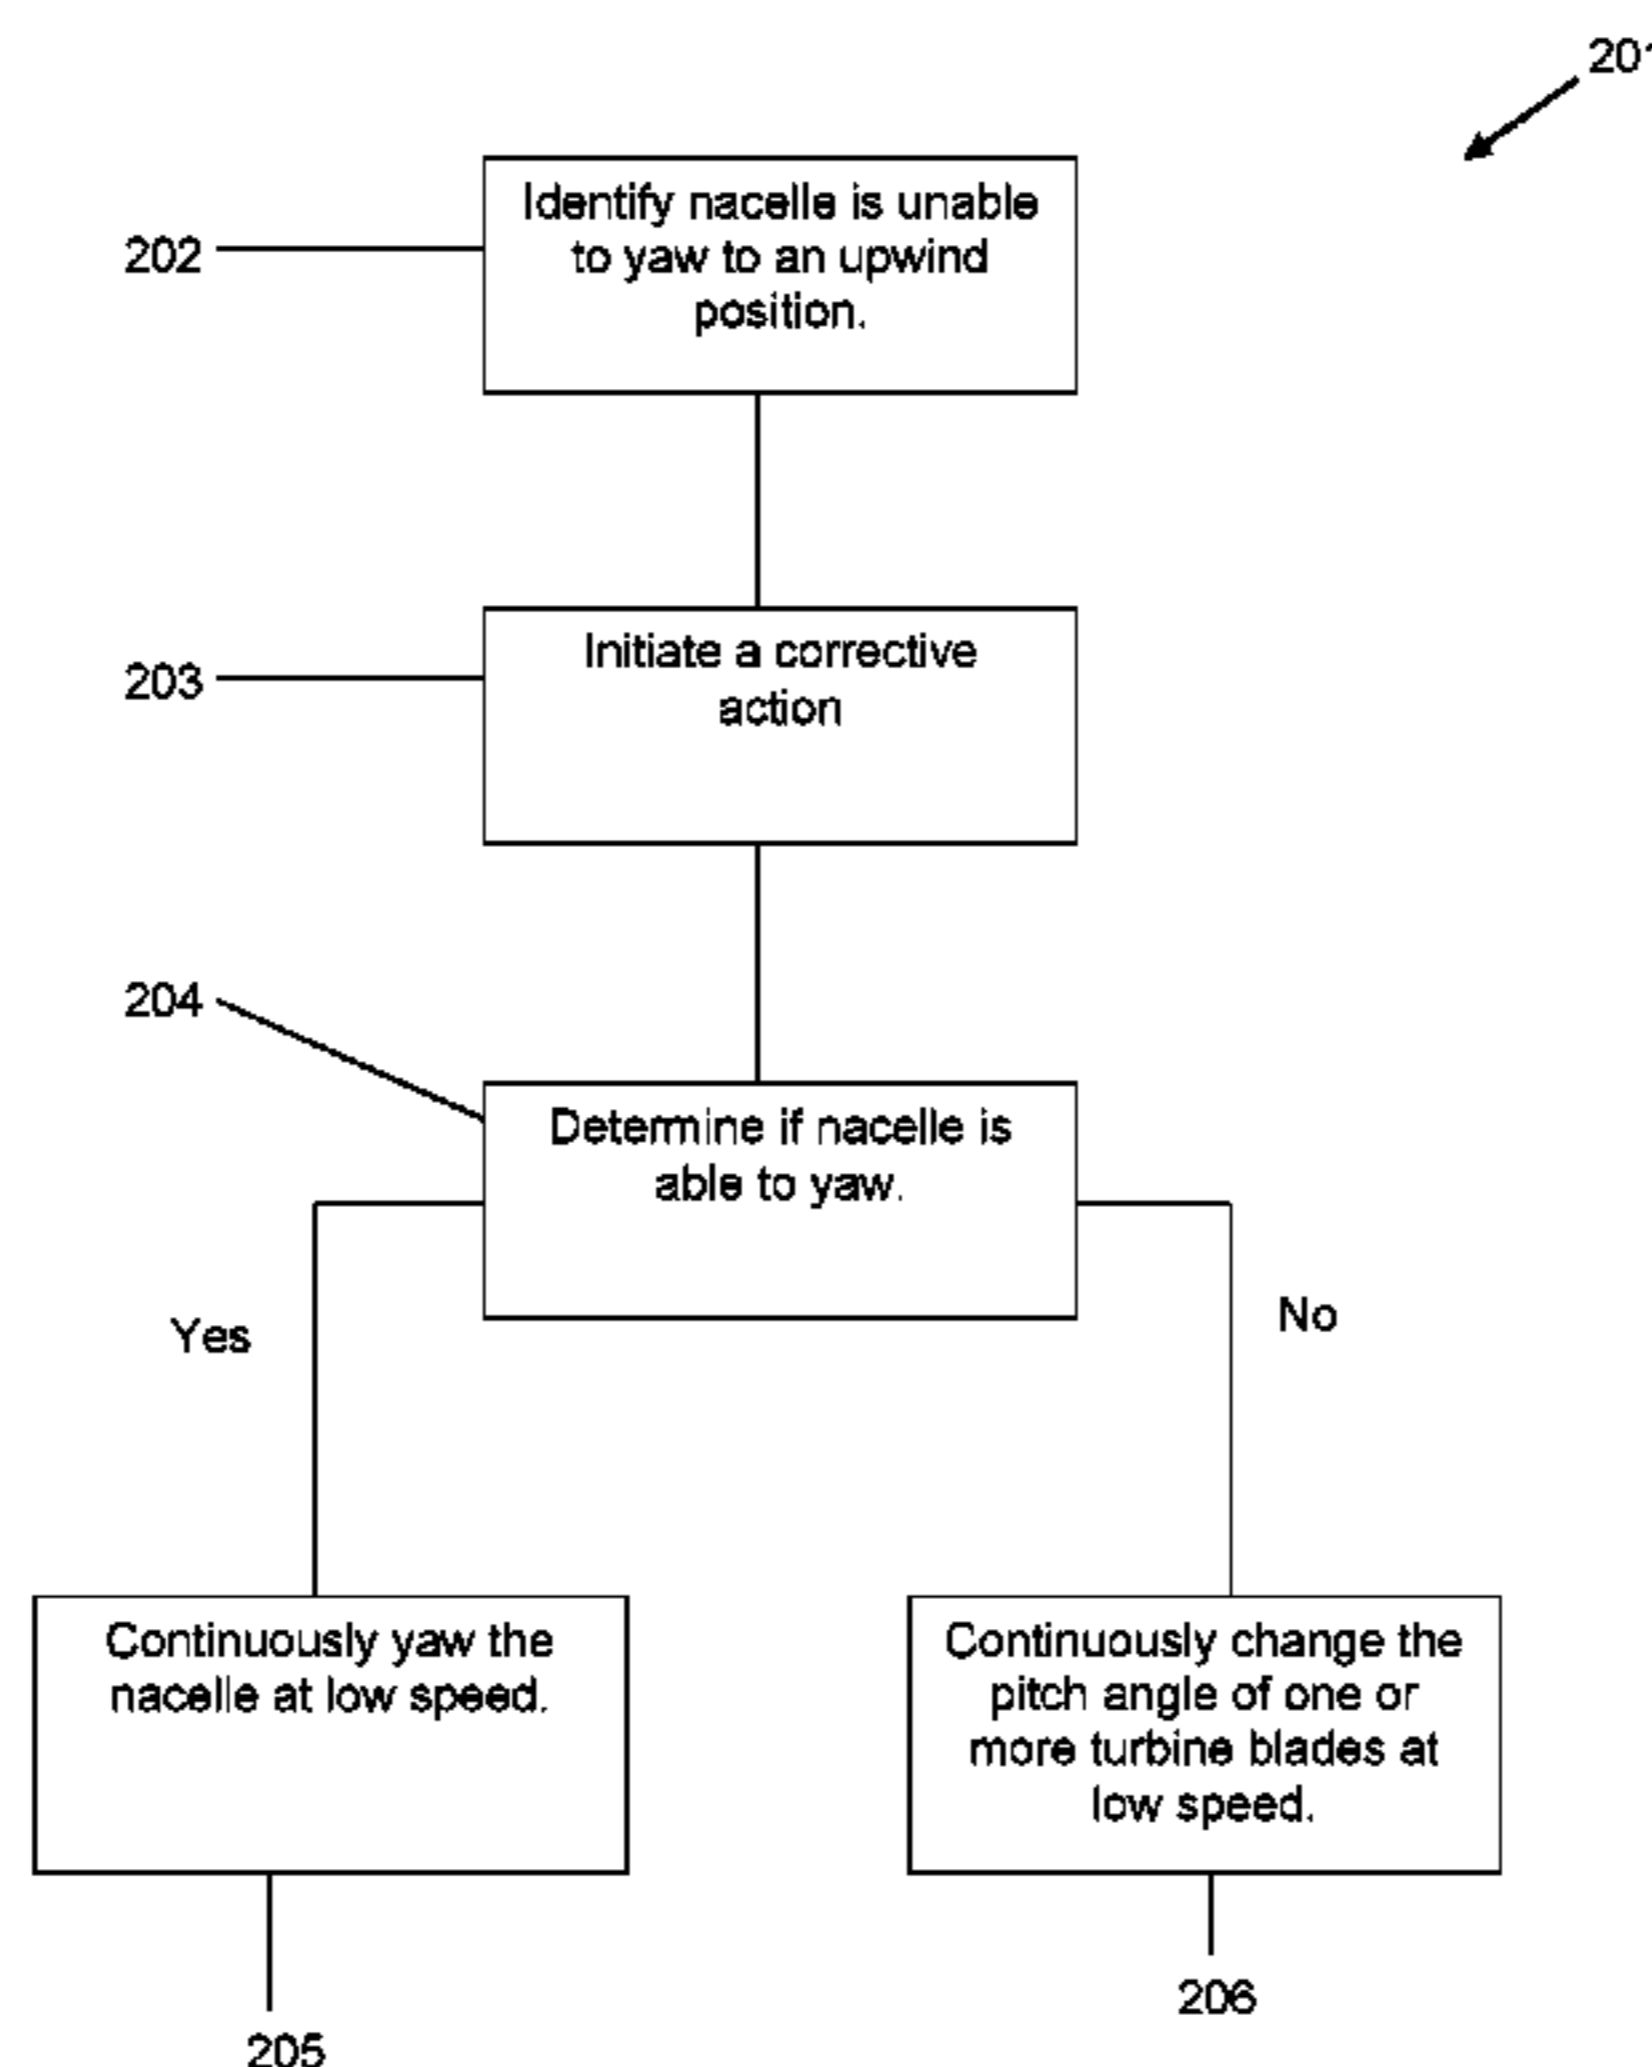 201
202
Identify nacelle is unable
to yaw to an upwind
position.
203
Initiate a corrective
action
204
Determine if nacelle is
able to yaw.
Yes
No
Continuously yaw the
nacelle at low speed.
Continuously change the
pitch angle of one or
more turbine blades at
low speed.
205
206